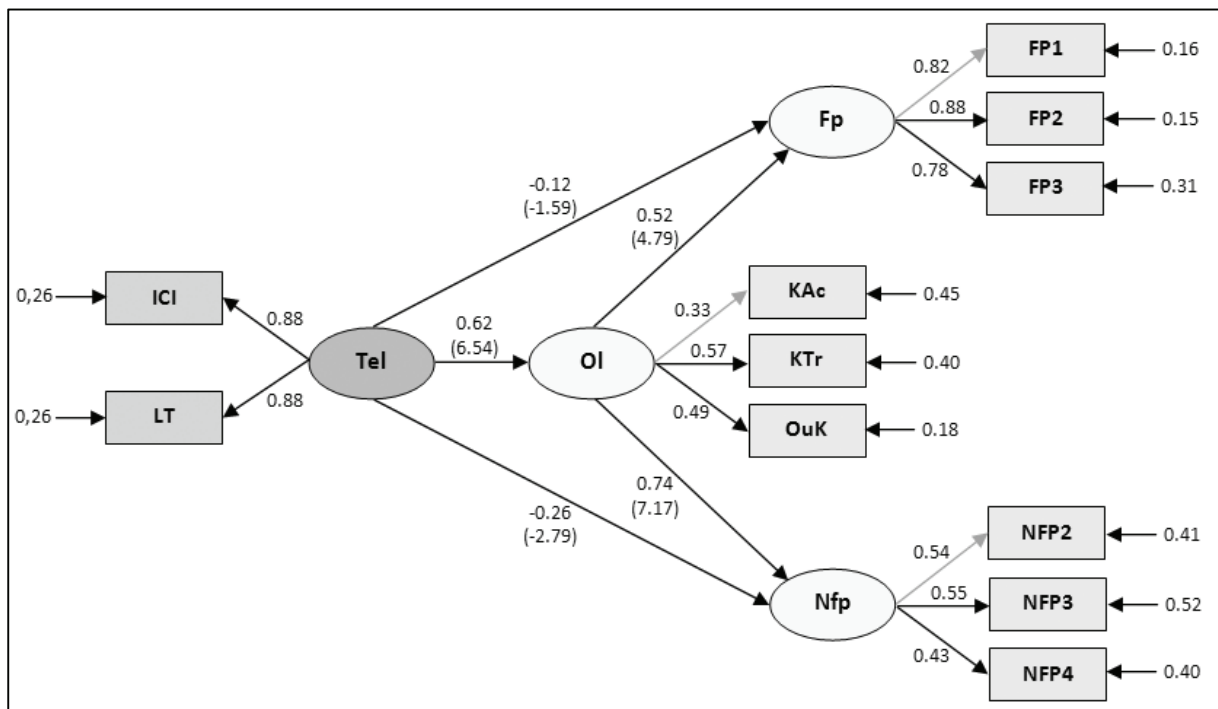 FP1
0.16
0.82
Fp
0.88
FP2
0.15
0.78
FP3
0.31
-0.12
(-1.59)
0.52
(4.79)
0,26
ICI
0.88
Tel
0.62
(6.54)
Ol
0.33
KAc
0.45
0.57
KTr
0.40
0.49
OuK
0.18
0,26
LT
0.88
-0.26
(-2.79)
0.74
(7.17)
0.54
NFP2
0.41
Nfp
0.55
NFP3
0.52
0.43
NFP4
0.40